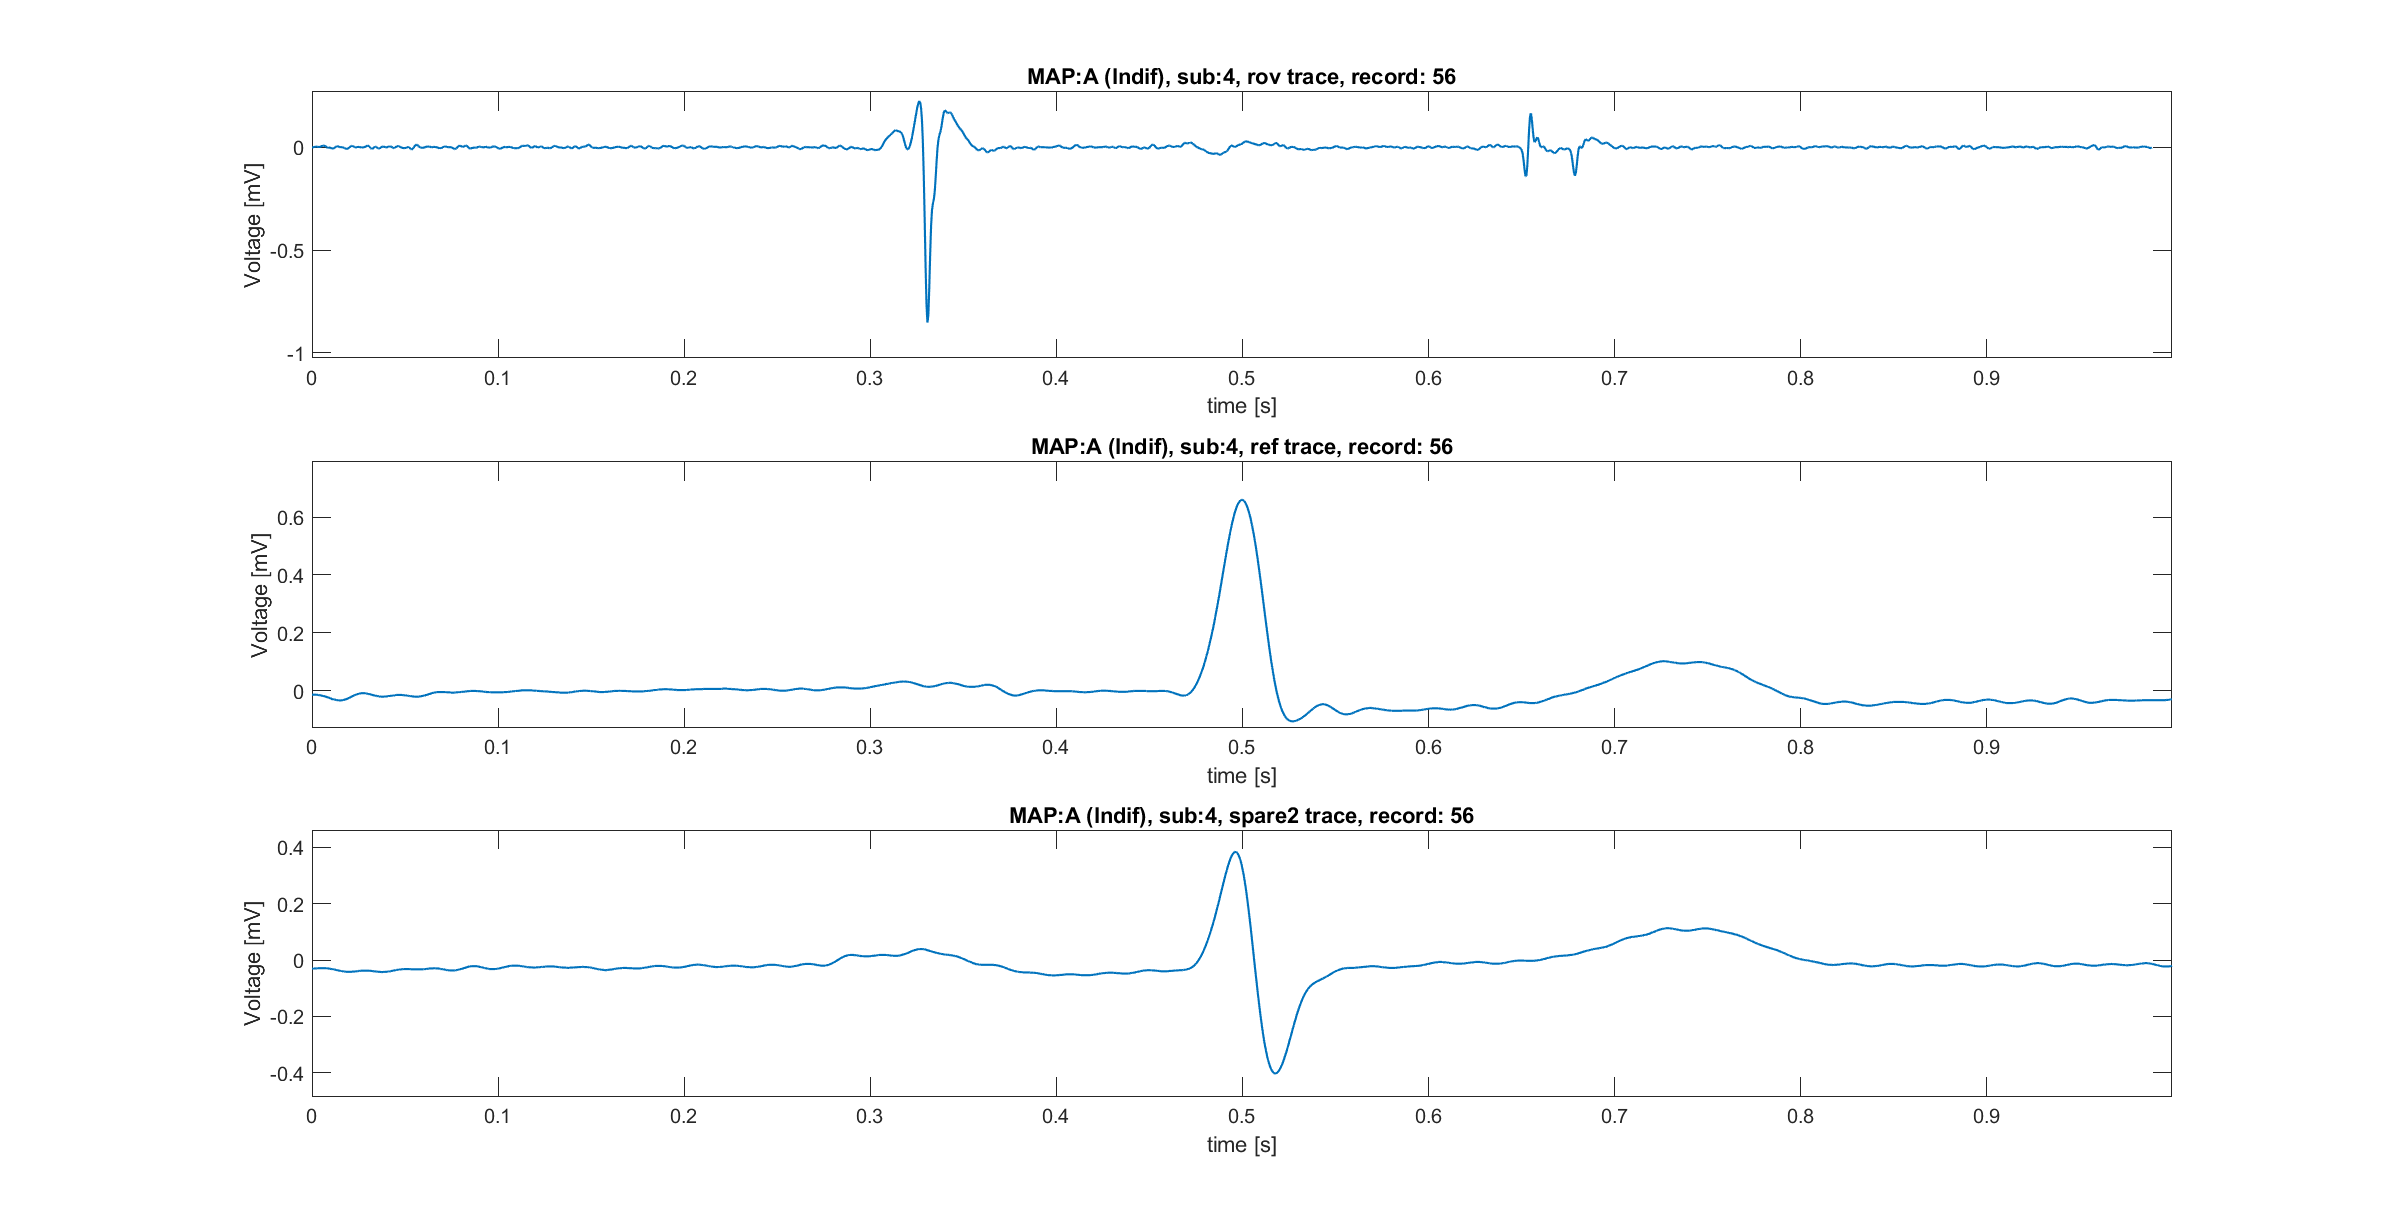 MAP:A (Indif), sub:4, rov trace, record: 56
Voltage [mV]
0
-0.5
-1
0 0.1 0.2 0.3 0.4 0.5 0.6 0.7 0.8 0.9
time [s]
MAP:A (Indif), sub:4, ref trace, record: 56
Voltage [mV]
0.6
0.4
0.2
0
0 0.1 0.2 0.3 0.4 0.5 0.6 0.7 0.8 0.9
time [s]
MAP:A (Indif), sub:4, spare2 trace, record: 56
Voltage [mV]
0.4
0.2
0
-0.2
-0.4
0 0.1 0.2 0.3 0.4 0.5 0.6 0.7 0.8 0.9
time [s]